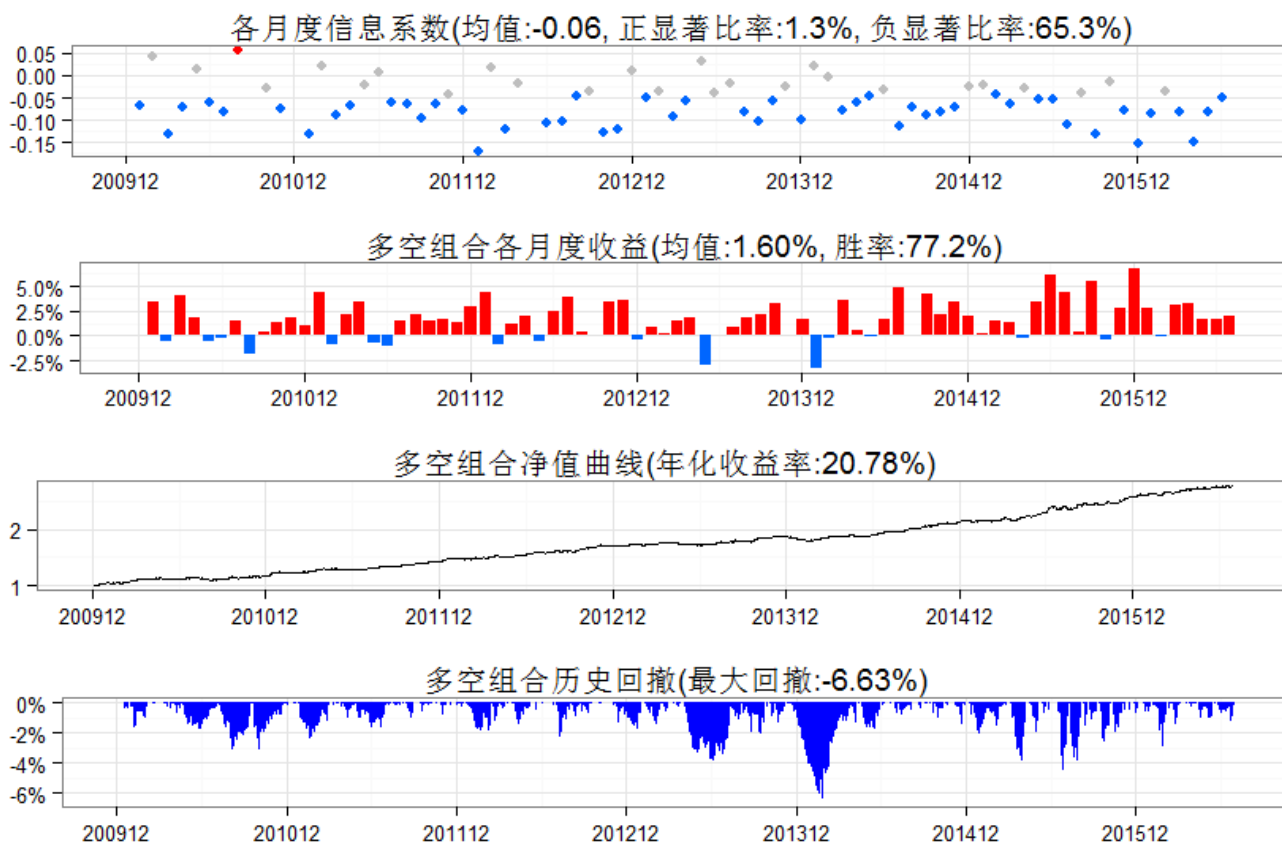 各月度信息系数(均值:-0.06, 正显著比率:1.3%, 负显著比率:65.3%)
0.05
0.00
-0.05
-0.10
-0.15
200912 201012 201112 201212 201312 201412 201512
多空组合各月度收益(均值:1.60%, 胜率:77.2%)
5.0%
2.5%
0.0%
-2.5%
200912 201012 201112 201212 201312 201412 201512
多空组合净值曲线(年化收益率:20.78%)
2
1
200912 201012 201112 201212 201312 201412 201512
多空组合历史回撤(最大回撤:-6.63%)
0%
-2%
-4%
-6%
200912 201012 201112 201212 201312 201412 201512